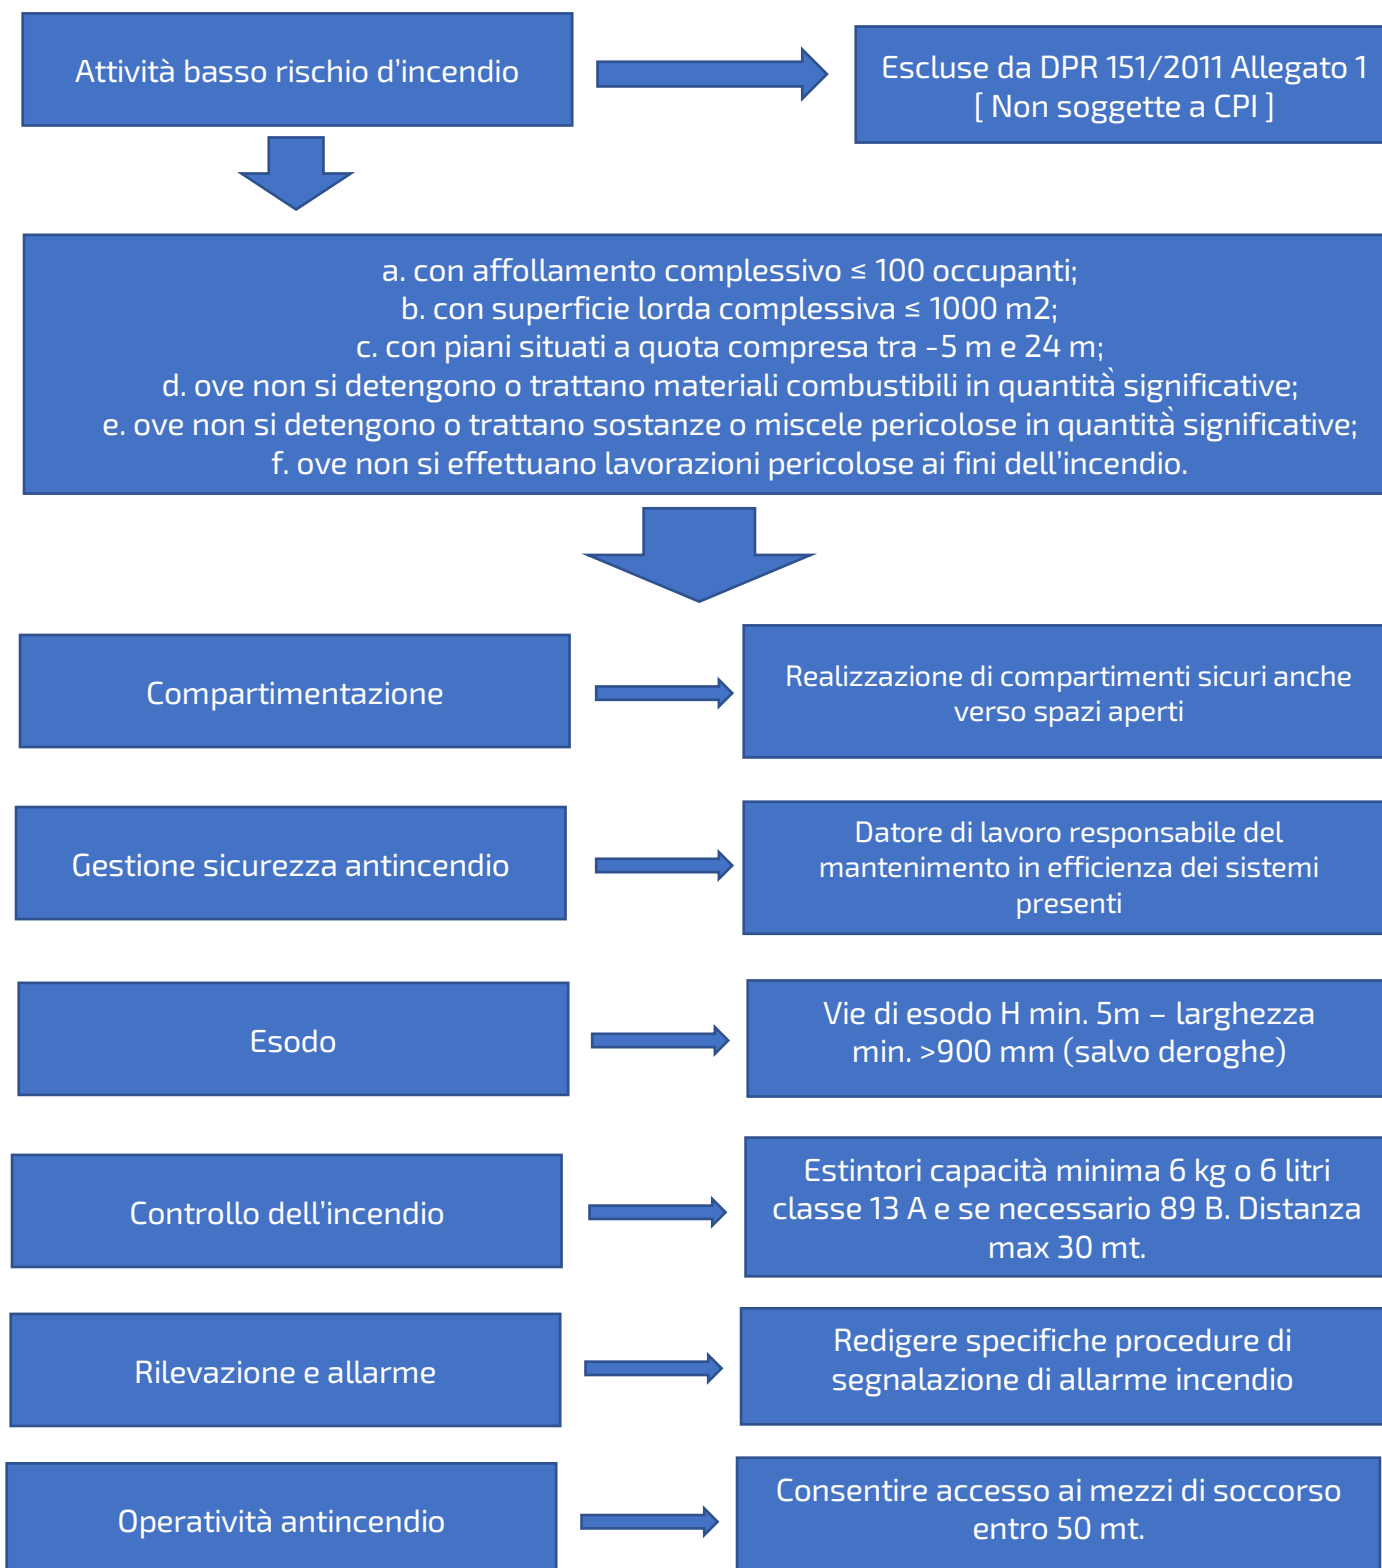 Attività basso rischio d'incendio
Escluse da DPR 151/2011 Allegato 1
[ Non soggette a CPI ]
a. con affollamento complessivo ≤ 100 occupanti;
b. con superficie lorda complessiva ≤ 1000 m2;
c. con piani situati a quota compresa tra -5 m e 24 m;
d. ove non si detengono o trattano materiali combustibili in quantità significative;
e. ove non si detengono o trattano sostanze o miscele pericolose in quantità significative;
f. ove non si effettuano lavorazioni pericolose ai fini dell'incendio.
Compartimentazione
Realizzazione di compartimenti sicuri anche
verso spazi aperti
Gestione sicurezza antincendio
Datore di lavoro responsabile del
mantenimento in efficienza dei sistemi
presenti
Esodo
Vie di esodo H min. 5m – larghezza
min. >900 mm (salvo deroghe)
Controllo dell'incendio
Estintori capacità minima 6 kg o 6 litri
classe 13 A e se necessario 89 B. Distanza
max 30 mt.
Rilevazione e allarme
Redigere specifiche procedure di
segnalazione di allarme incendio
Operatività antincendio
Consentire accesso ai mezzi di soccorso
entro 50 mt.